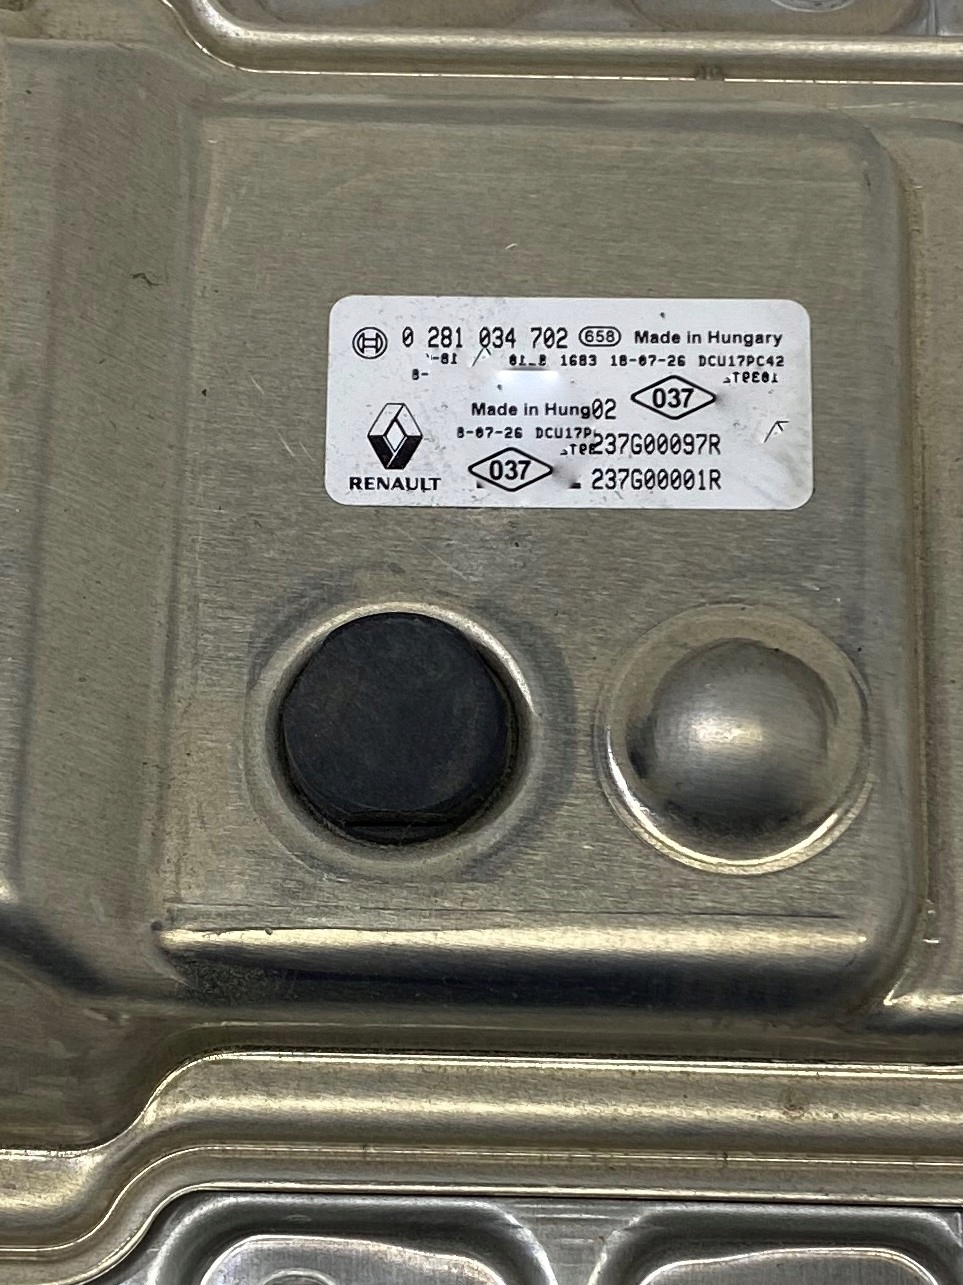 0 281 034 702 658 Made in Hungary
1683 18-07-26 DCU17PC42
037
Made in Hung02
8-07-26 DCU17P
237G00097R
037
RENAULT 237G00001R